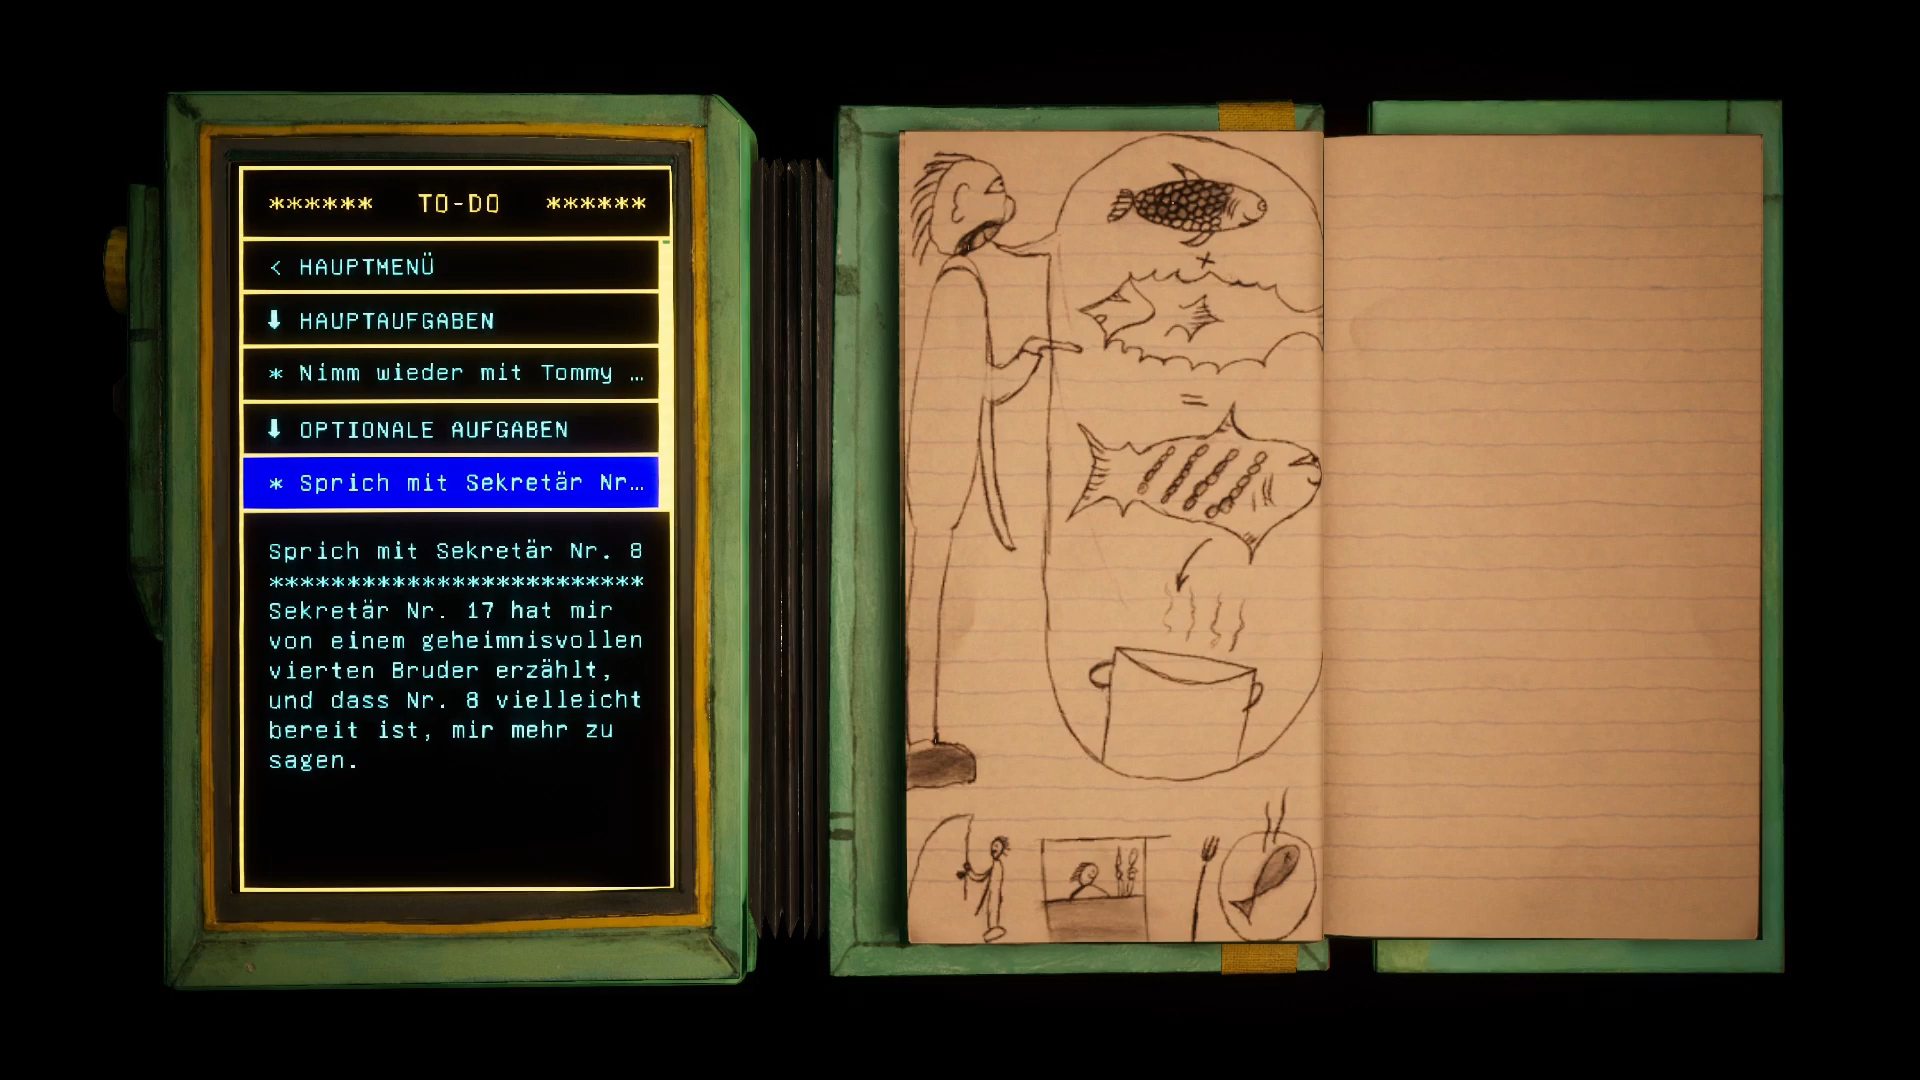 ****** TO-DO ******
< HAUPTMENÜ
⬇ HAUPTAUFGABEN
* Nimm wieder mit Tommy …
⬇ OPTIONALE AUFGABEN
* Sprich mit Sekretär Nr…
Sprich mit Sekretär Nr. 8
*************************
Sekretär Nr. 17 hat mir
von einem geheimnisvollen
vierten Bruder erzählt,
und dass Nr. 8 vielleicht
bereit ist, mir mehr zu
sagen.
+
=